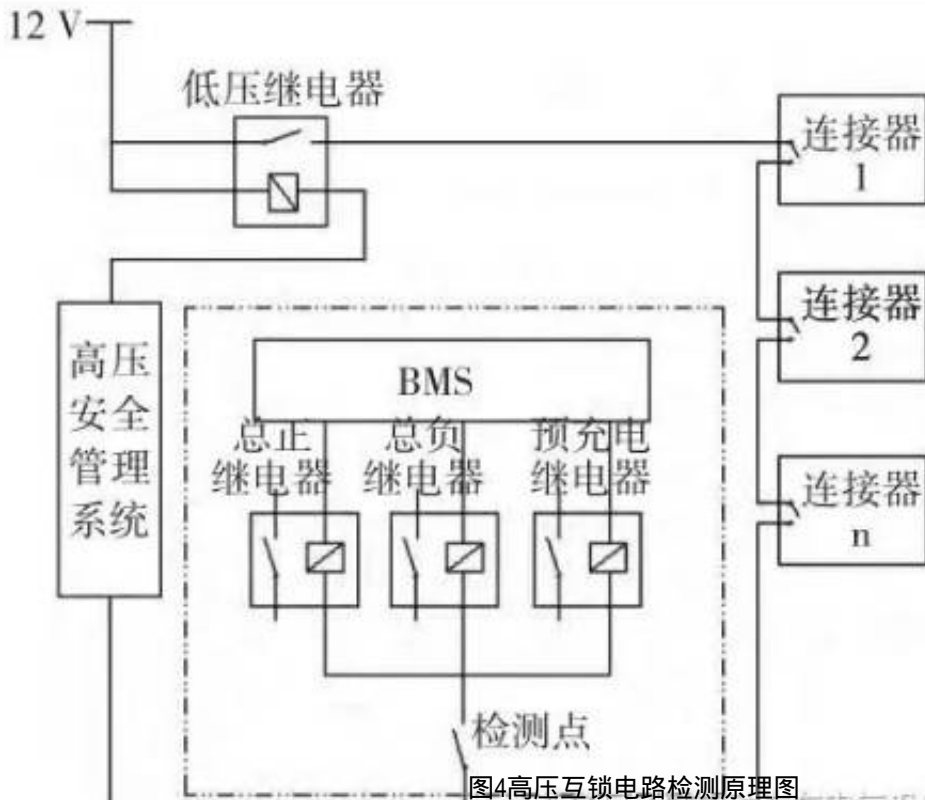 12 V
低压继电器
连接器
1
连接器
2
高压
安全
管理
系统
BMS
总正
继电器
总负
继电器
预充电
继电器
连接器
n
检测点
图4高压互锁电路检测原理图